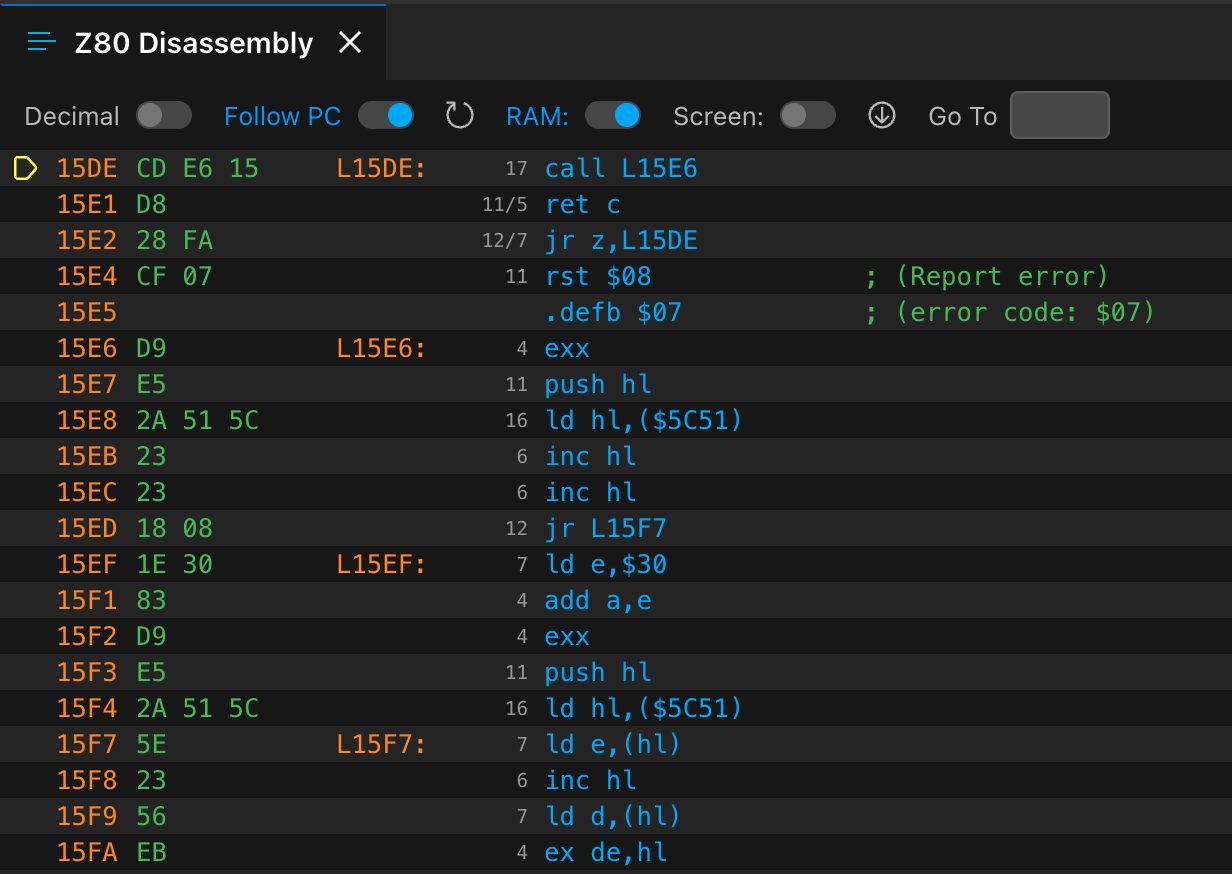 Z80 Disassembly
Decimal Follow PC RAM: Screen: Go To
15DE CD E6 15 L15DE: 17 call L15E6
15E1 D8 11/5 ret c
15E2 28 FA 12/7 jr z,L15DE
15E4 CF 07 11 rst $08 ; (Report error)
15E5 .defb $07 ; (error code: $07)
15E6 D9 L15E6: 4 exx
15E7 E5 11 push hl
15E8 2A 51 5C 16 ld hl,($5C51)
15EB 23 6 inc hl
15EC 23 6 inc hl
15ED 18 08 12 jr L15F7
15EF 1E 30 L15EF: 7 ld e,$30
15F1 83 4 add a,e
15F2 D9 4 exx
15F3 E5 11 push hl
15F4 2A 51 5C 16 ld hl,($5C51)
15F7 5E L15F7: 7 ld e,(hl)
15F8 23 6 inc hl
15F9 56 7 ld d,(hl)
15FA EB 4 ex de,hl